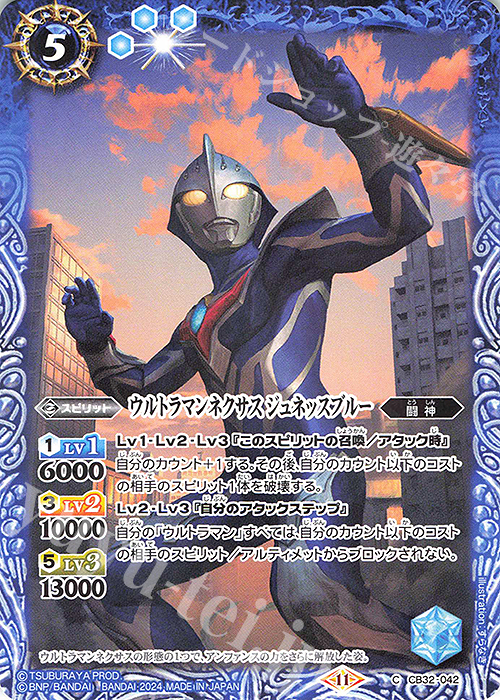 5
ウルトラマンネクサスジュネッスブルー
スピリット
闘神
とうしん
1 LV1
6000
3 LV2
10000
5 LV3
13000
Lv1・Lv2・Lv3『このスピリットの召喚/アタック時』
自分のカウント+1する。その後、自分のカウント以下のコスト
の相手のスピリット1体を破壊する。
Lv2・Lv3『自分のアタックステップ』
自分の「ウルトラマン」すべては、自分のカウント以下のコスト
の相手のスピリット/アルティメットからブロックされない。
ウルトラマンネクサスの形態の1つで、アンファンスの力をさらに解放した姿。
©TSUBURAYA PROD.
©BNP/BANDAI ©BANDAI・2024 MADE IN JAPAN
11
C CB32-042